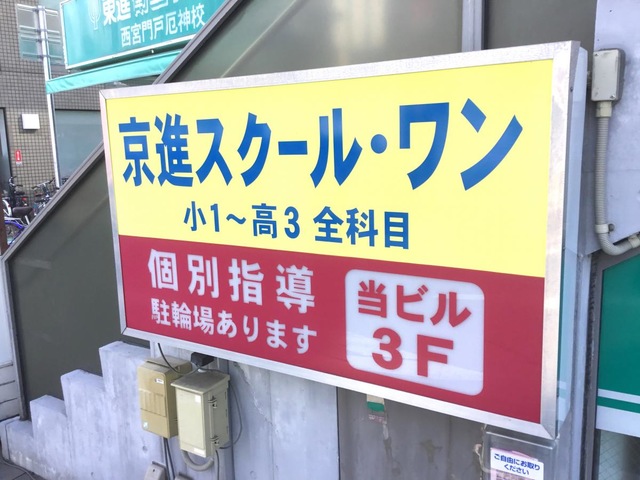 東進
西宮門戸厄神校
京進スクール・ワン
小1～高3 全科目
個別指導
駐輪場あります
当ビル
3F
ご自由にお取り
ください